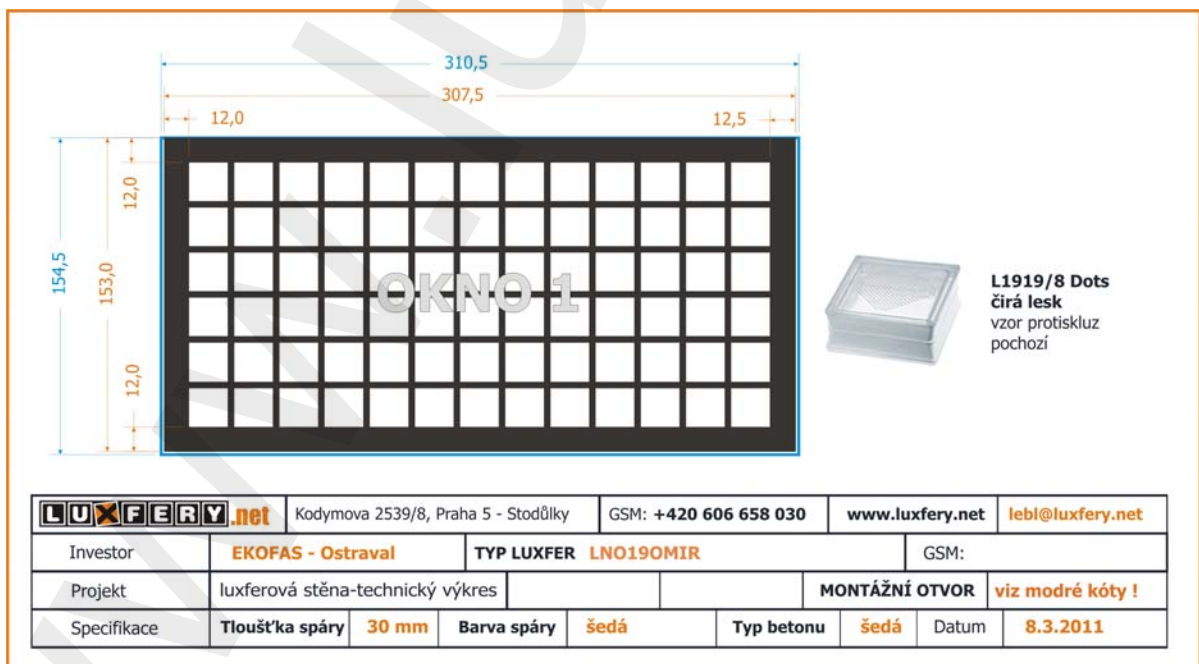 310,5
307,5
12,0
12,5
12,0
154,5
153,0
OKNO 1
12,0
L1919/8 Dots
čirá lesk
vzor protiskluz
pochozí
LUXFERY.net Kodymova 2539/8, Praha 5 - Stodůlky GSM: +420 606 658 030 www.luxfery.net lebl@luxfery.net
Investor EKOFAS - Ostraval TYP LUXFER LNO19OMIR GSM:
Projekt luxferová stěna-technický výkres MONTÁŽNÍ OTVOR viz modré kóty !
Specifikace Tloušťka spáry 30 mm Barva spáry šedá Typ betonu šedá Datum 8.3.2011